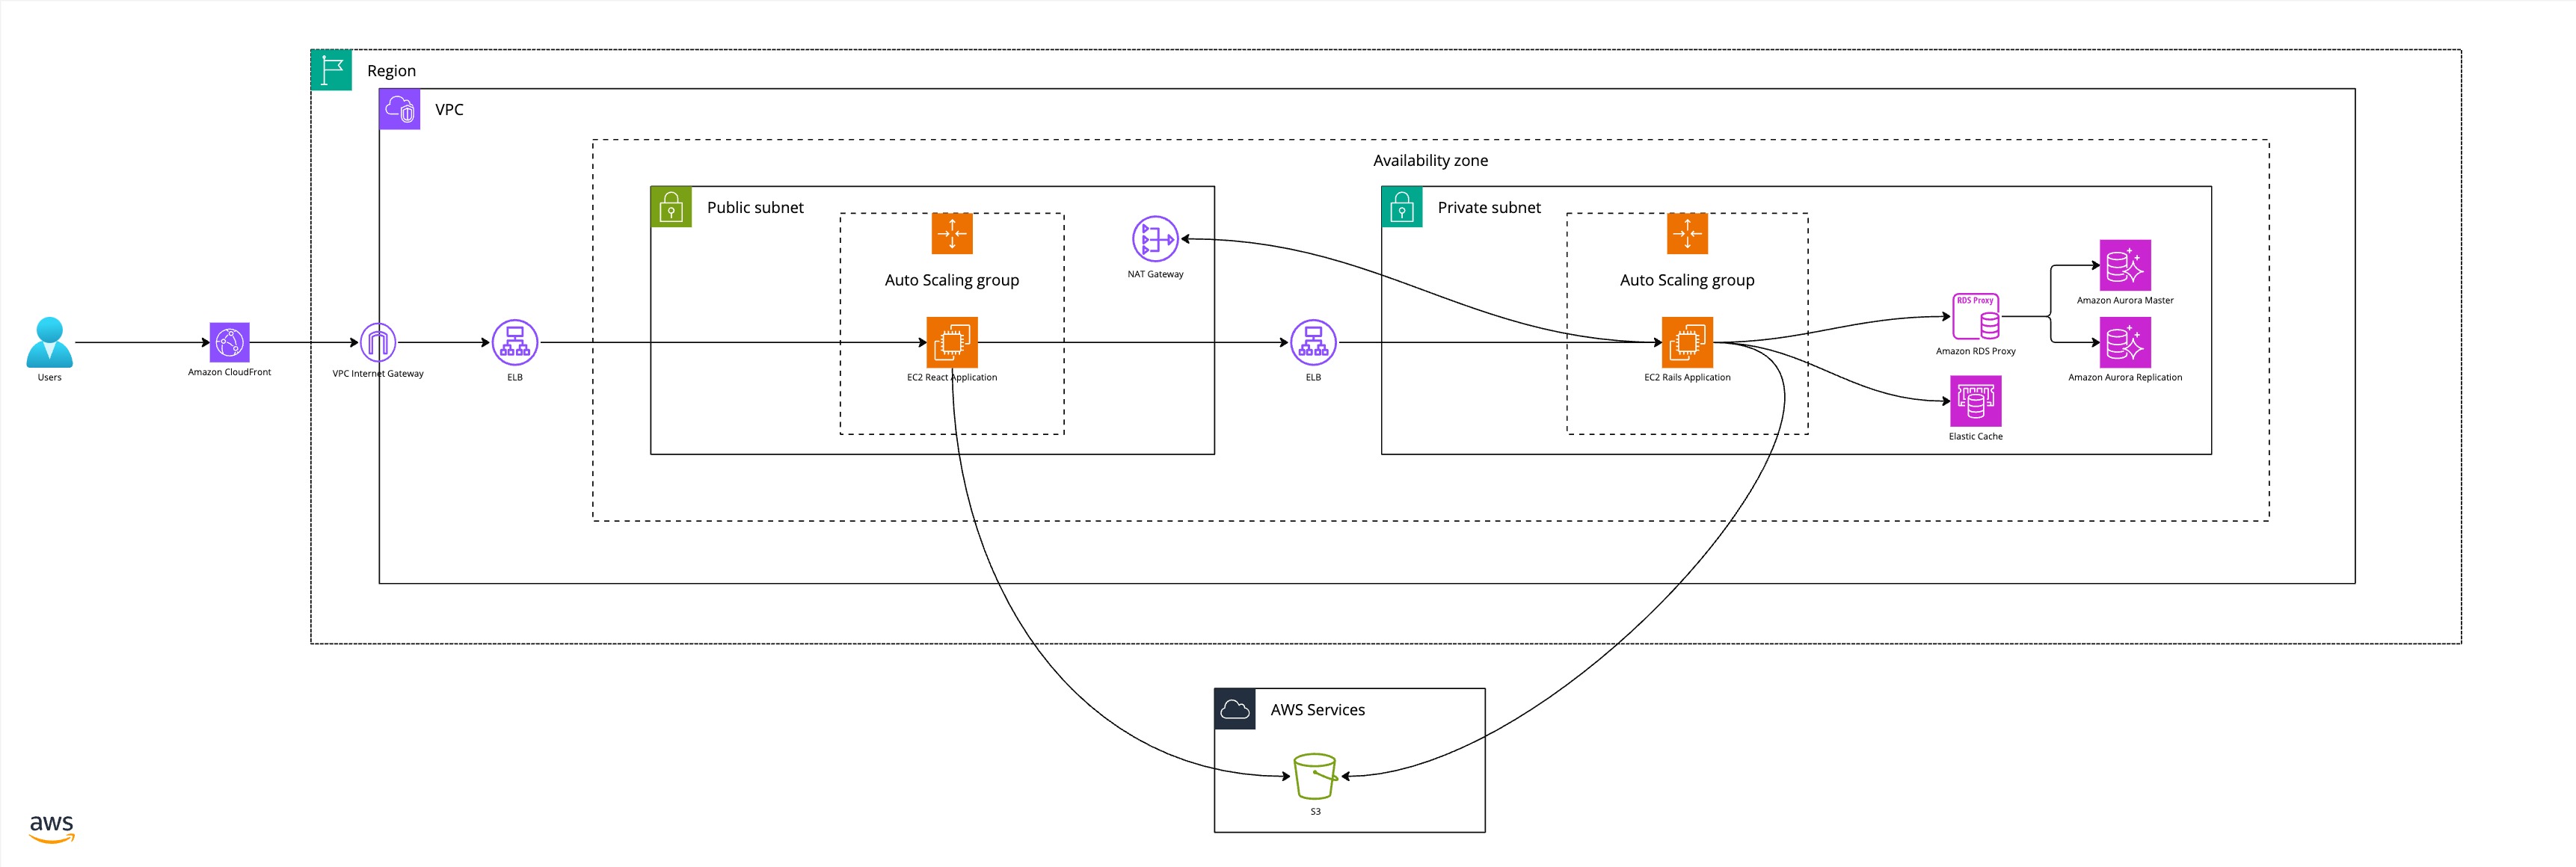 Region
VPC
Availability zone
Public subnet
Private subnet
Auto Scaling group
NAT Gateway
Auto Scaling group
RDS Proxy
Amazon Aurora Master
Users
Amazon CloudFront
VPC Internet Gateway
ELB
EC2 React Application
ELB
EC2 Rails Application
Amazon RDS Proxy
Amazon Aurora Replication
Elastic Cache
AWS Services
S3
aws